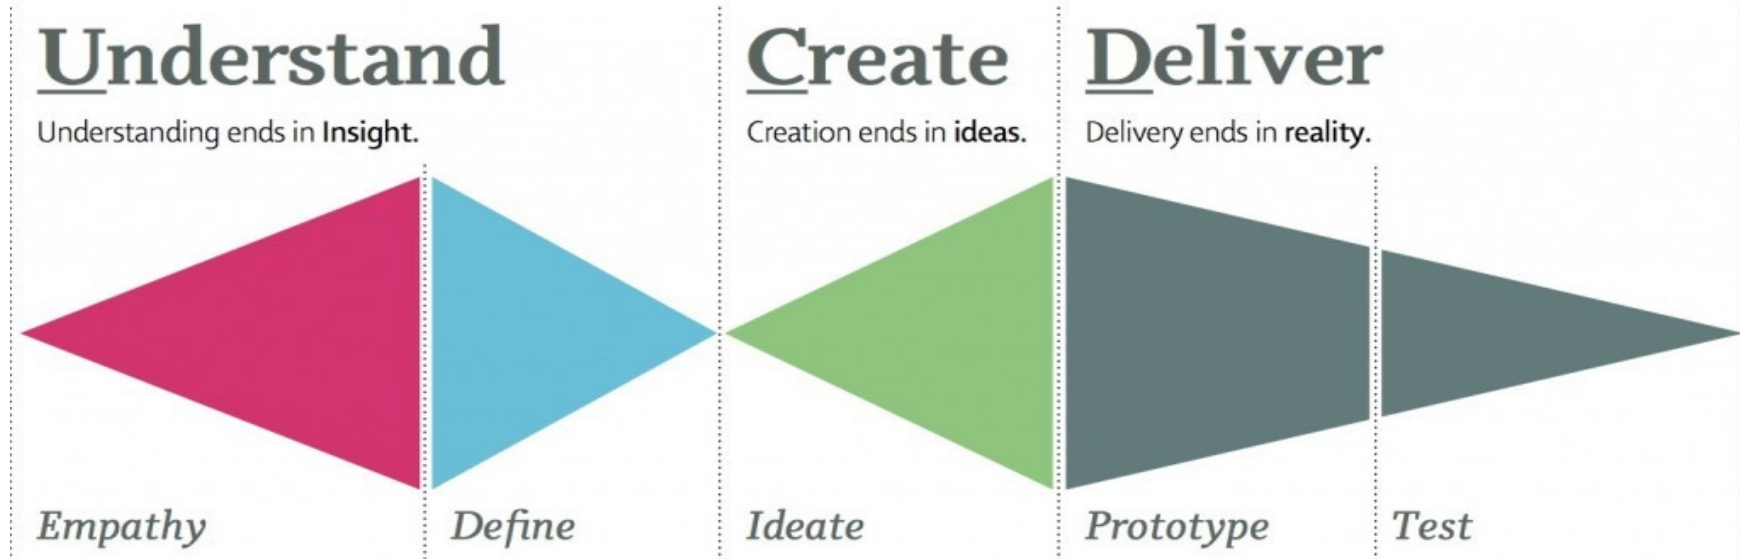 Understand
Understanding ends in Insight.
Create
Creation ends in ideas.
Deliver
Delivery ends in reality.
Empathy
Define
Ideate
Prototype
Test